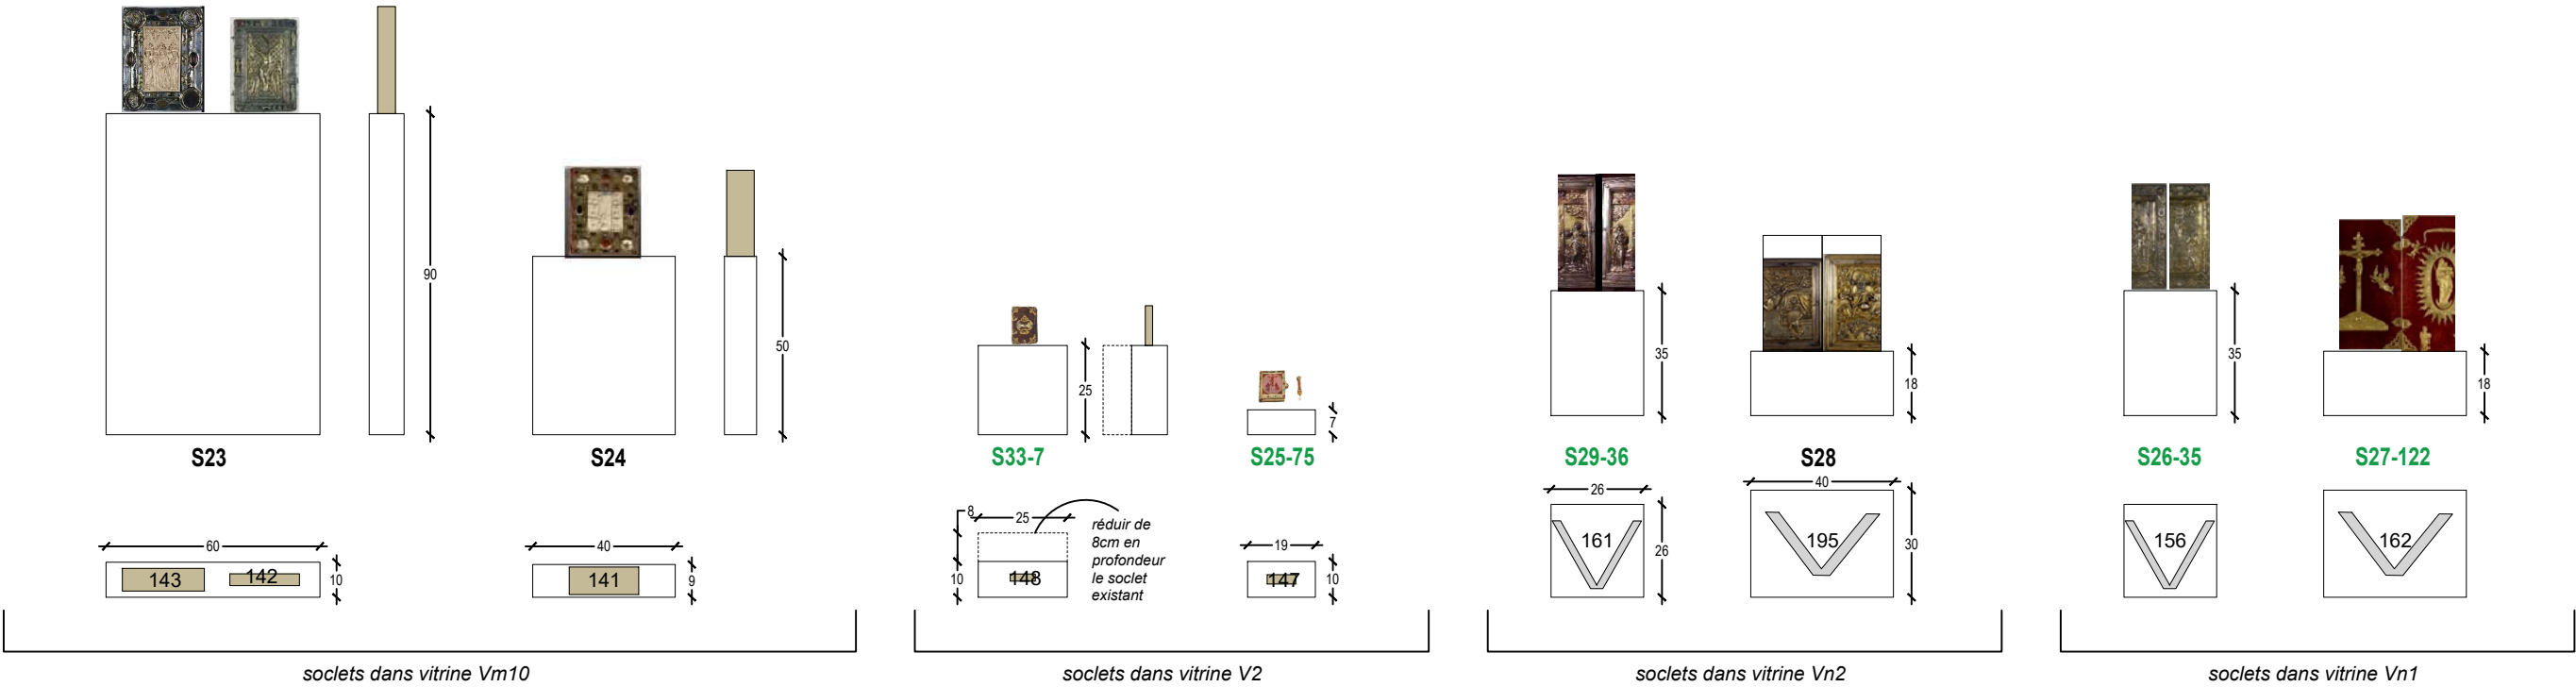 90
50
25
7
35
18
35
18
S23
S24
S33-7
S25-75
S29-36
S28
S26-35
S27-122
60
143
142
10
40
141
9
8
25
10
148
réduir de
8cm en
profondeur
le soclet
existant
19
147
10
26
161
26
40
195
30
156
162
soclets dans vitrine Vm10
soclets dans vitrine V2
soclets dans vitrine Vn2
soclets dans vitrine Vn1